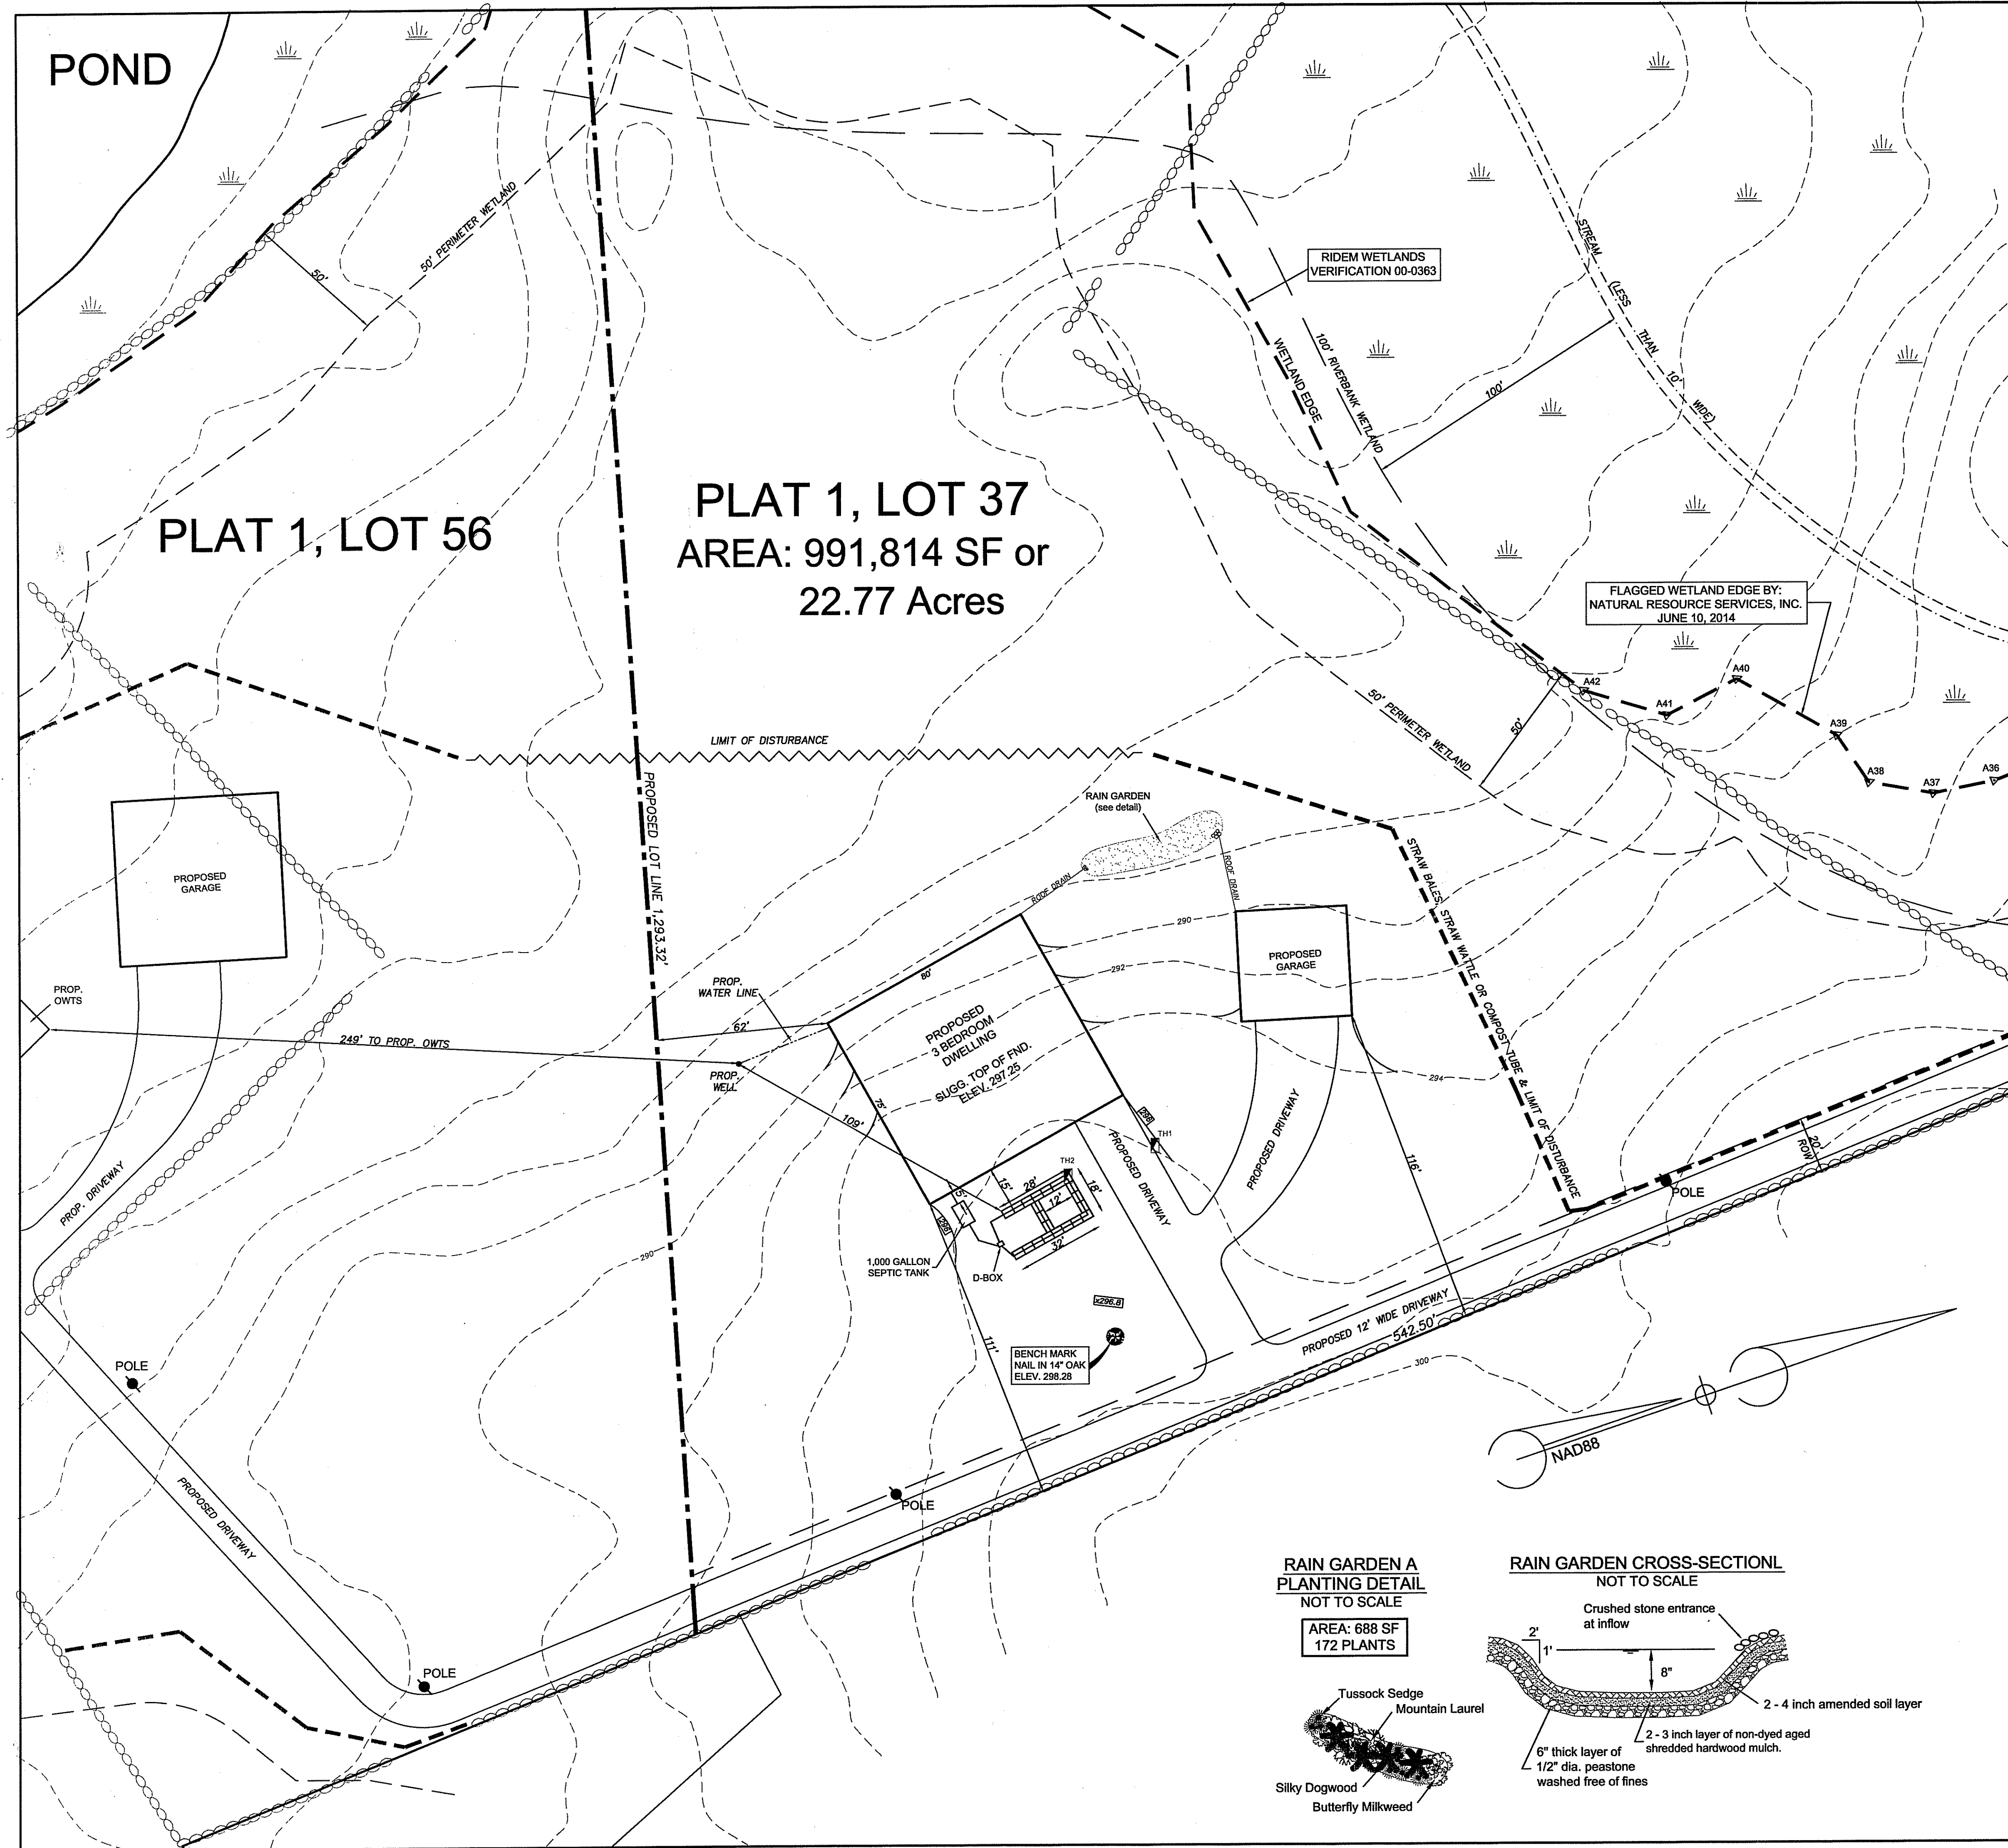 POND
50' PERIMETER WETLAND
50'
RIDEM WETLANDS
VERIFICATION 00-0363
STREAM (LESS THAN 10' WIDE)
WETLAND EDGE
100' RIVERBANK WETLAND
100'
PLAT 1, LOT 56
PLAT 1, LOT 37
AREA: 991,814 SF or
22.77 Acres
FLAGGED WETLAND EDGE BY:
NATURAL RESOURCE SERVICES, INC.
JUNE 10, 2014
A42
A41
A40
A39
A38
A37
A36
50' PERIMETER WETLAND
50'
LIMIT OF DISTURBANCE
PROPOSED LOT LINE 1,293.32'
RAIN GARDEN
(see detail)
ROOF DRAIN
ROOF DRAIN
STRAW BALES, STRAW WATTLE OR COMPOST TUBE & LIMIT OF DISTURBANCE
PROPOSED
GARAGE
PROPOSED
GARAGE
290
292
294
80'
PROP.
OWTS
PROP.
WATER LINE
62'
249' TO PROP. OWTS
PROP.
WELL
PROPOSED
3 BEDROOM
DWELLING
SUGG. TOP OF FND.
ELEV. 297.25
75'
109'
296
TH1
TH2
PROPOSED DRIVEWAY
PROPOSED DRIVEWAY
116'
20'
ROW
POLE
PROP. DRIVEWAY
5'
15'
28'
12'
18'
32'
296
290
1,000 GALLON
SEPTIC TANK
D-BOX
x296.8
111'
BENCH MARK
NAIL IN 14" OAK
ELEV. 298.28
PROPOSED 12' WIDE DRIVEWAY
542.50'
300
NAD88
POLE
PROPOSED DRIVEWAY
POLE
POLE
RAIN GARDEN A
PLANTING DETAIL
NOT TO SCALE
AREA: 688 SF
172 PLANTS
Tussock Sedge
Mountain Laurel
Silky Dogwood
Butterfly Milkweed
RAIN GARDEN CROSS-SECTIONL
NOT TO SCALE
Crushed stone entrance
at inflow
2'
1'
8"
2 - 4 inch amended soil layer
2 - 3 inch layer of non-dyed aged
shredded hardwood mulch.
6" thick layer of
1/2" dia. peastone
washed free of fines